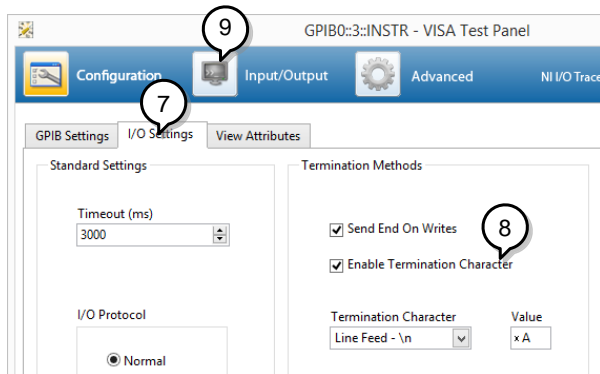 GPIB0::3::INSTR - VISA Test Panel
9
Configuration
Input/Output
Advanced
NI I/O Trace
7
GPIB Settings
I/O Settings
View Attributes
Standard Settings
Termination Methods
Timeout (ms)
3000
Send End On Writes
8
Enable Termination Character
I/O Protocol
Termination Character
Value
Line Feed - \n
x A
Normal